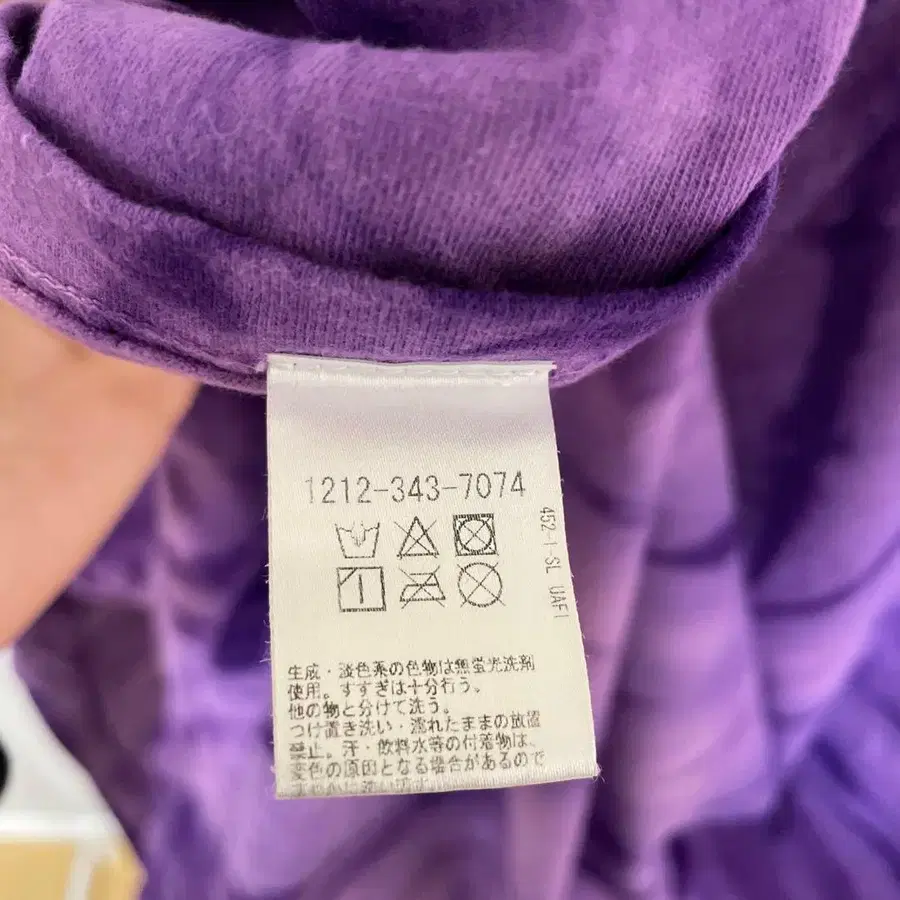 1212-343-7074
452-1-SL UAF1
生成・淡色系の色物は無蛍光洗剤
使用。すすぎは十分行う。
他の物と分けて洗う。
つけ置き洗い・濡れたままの放置
禁止。汗・飲料水等の付着物は、
変色の原因となる場合があるので